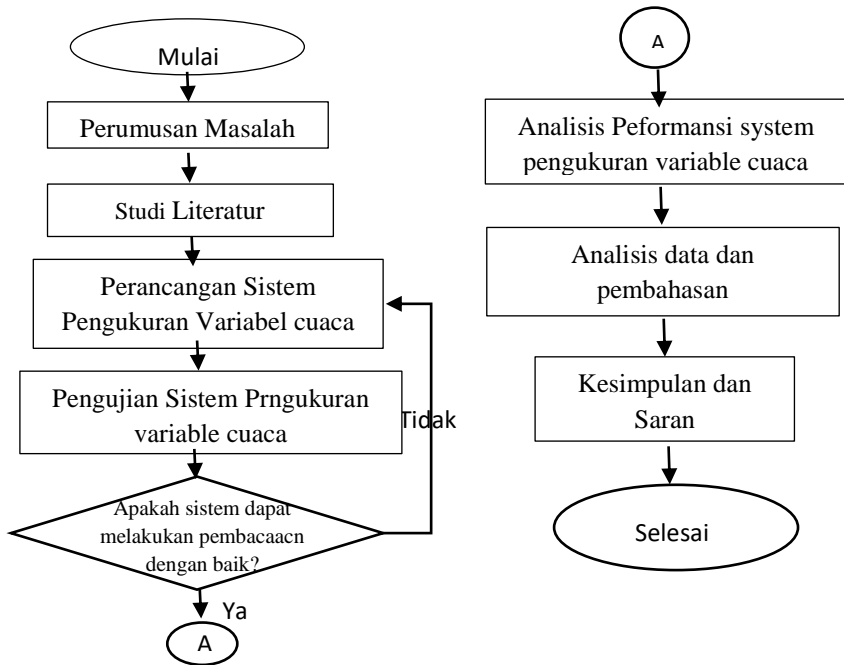 Mulai
Perumusan Masalah
Studi Literatur
Perancangan Sistem
Pengukuran Variabel cuaca
Pengujian Sistem Prngukuran
variable cuaca
Tidak
Apakah sistem dapat
melakukan pembacaacn
dengan baik?
Ya
A
A
Analisis Peformansi system
pengukuran variable cuaca
Analisis data dan
pembahasan
Kesimpulan dan
Saran
Selesai